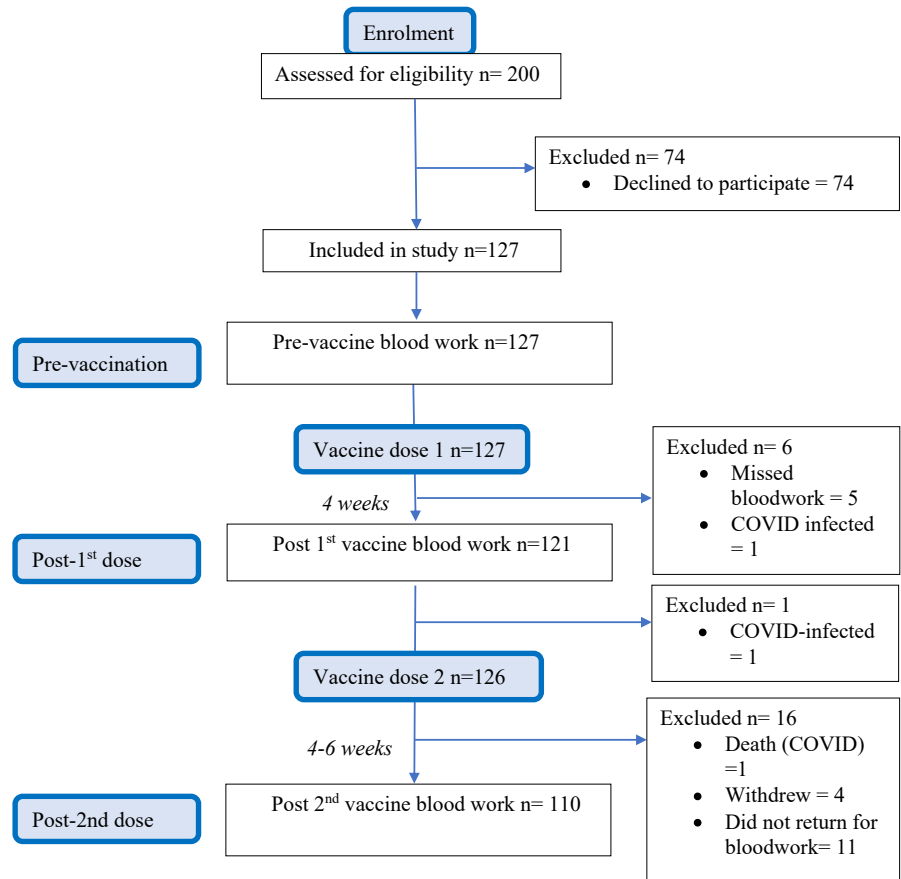 Enrolment
Assessed for eligibility n= 200
Excluded n= 74
• Declined to participate = 74
Included in study n=127
Pre-vaccine blood work n=127
Pre-vaccination
Vaccine dose 1 n=127
Excluded n= 6
• Missed
bloodwork = 5
• COVID infected
= 1
4 weeks
Post 1st vaccine blood work n=121
Post-1st dose
Excluded n= 1
• COVID-infected
= 1
Vaccine dose 2 n=126
Excluded n= 16
• Death (COVID)
=1
• Withdrew = 4
• Did not return for
bloodwork= 11
4-6 weeks
Post 2nd vaccine blood work n= 110
Post-2nd dose